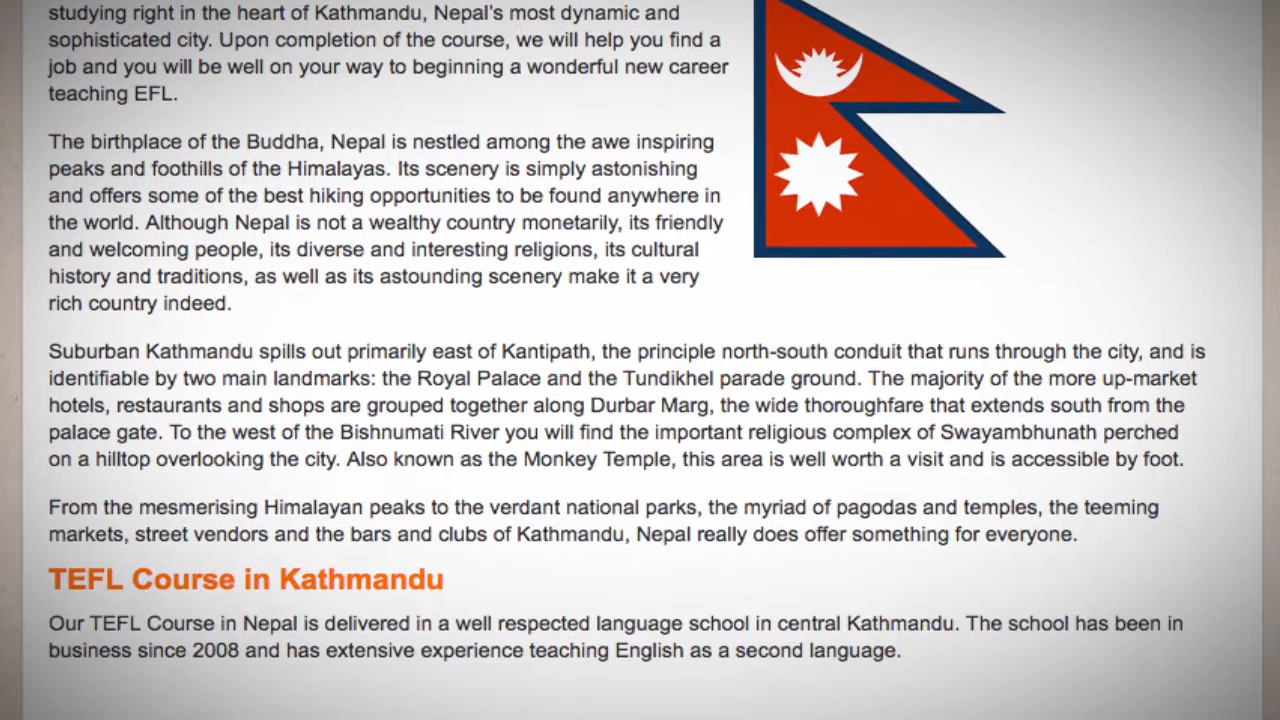 studying right in the heart of Kathmandu, Nepal's most dynamic and
sophisticated city. Upon completion of the course, we will help you find a
job and you will be well on your way to beginning a wonderful new career
teaching EFL.
The birthplace of the Buddha, Nepal is nestled among the awe inspiring
peaks and foothills of the Himalayas. Its scenery is simply astonishing
and offers some of the best hiking opportunities to be found anywhere in
the world. Although Nepal is not a wealthy country monetarily, its friendly
and welcoming people, its diverse and interesting religions, its cultural
history and traditions, as well as its astounding scenery make it a very
rich country indeed.
Suburban Kathmandu spills out primarily east of Kantipath, the principle north-south conduit that runs through the city, and is
identifiable by two main landmarks: the Royal Palace and the Tundikhel parade ground. The majority of the more up-market
hotels, restaurants and shops are grouped together along Durbar Marg, the wide thoroughfare that extends south from the
palace gate. To the west of the Bishnumati River you will find the important religious complex of Swayambhunath perched
on a hilltop overlooking the city. Also known as the Monkey Temple, this area is well worth a visit and is accessible by foot.
From the mesmerising Himalayan peaks to the verdant national parks, the myriad of pagodas and temples, the teeming
markets, street vendors and the bars and clubs of Kathmandu, Nepal really does offer something for everyone.
TEFL Course in Kathmandu
Our TEFL Course in Nepal is delivered in a well respected language school in central Kathmandu. The school has been in
business since 2008 and has extensive experience teaching English as a second language.